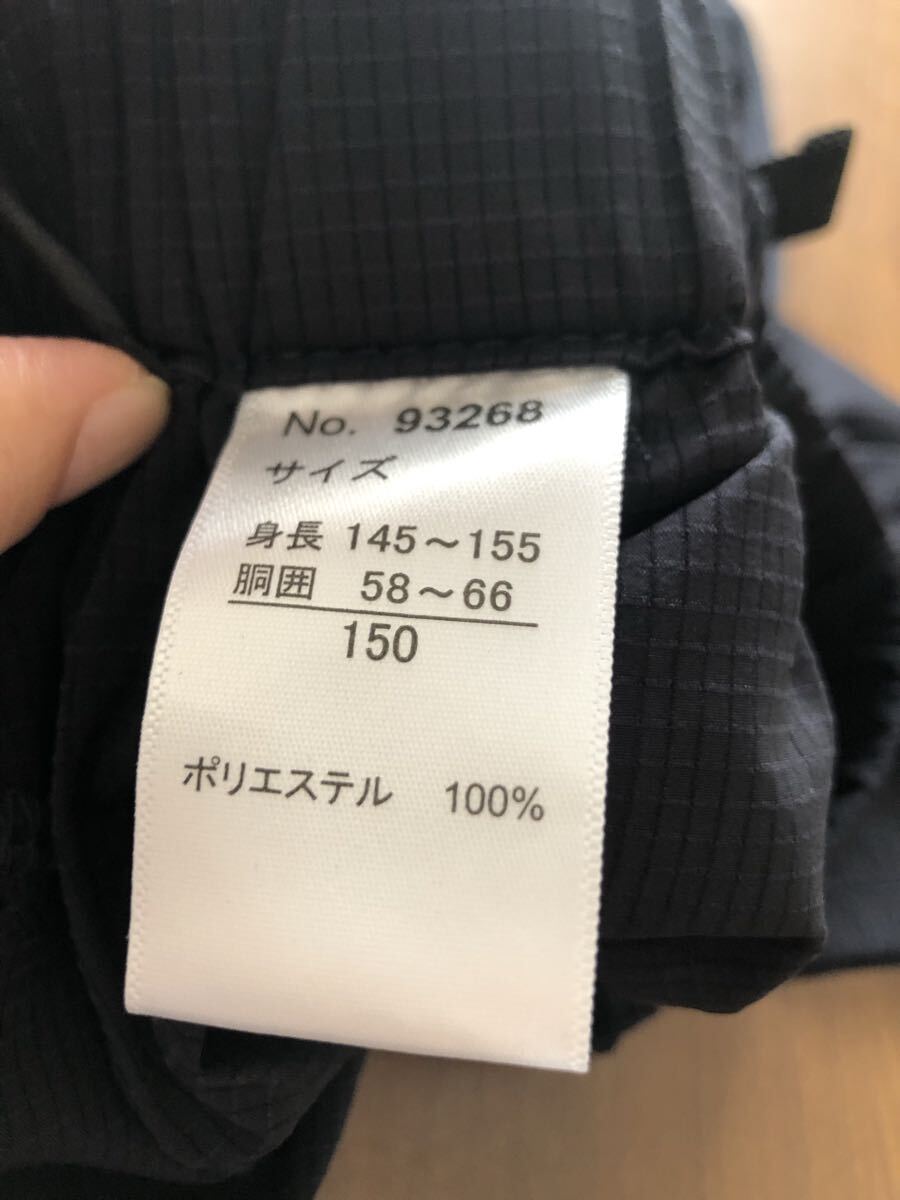 No. 93268
サイズ
身長 145～155
胴囲 58～66
150
ポリエステル 100%